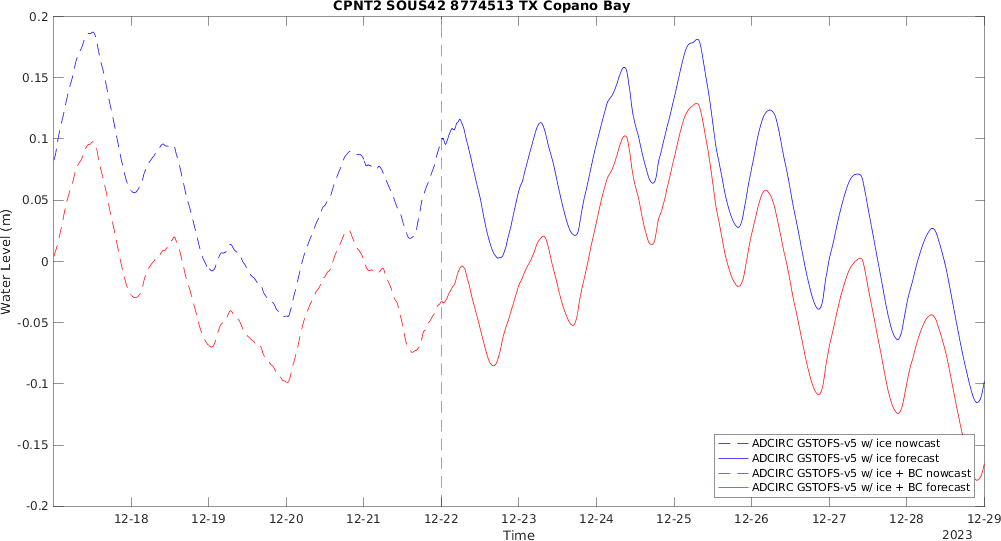 CPNT2 SOUS42 8774513 TX Copano Bay
Water Level (m)
0.2
0.15
0.1
0.05
0
-0.05
-0.1
-0.15
-0.2
ADCIRC GSTOFS-v5 w/ ice nowcast
ADCIRC GSTOFS-v5 w/ ice forecast
ADCIRC GSTOFS-v5 w/ ice + BC nowcast
ADCIRC GSTOFS-v5 w/ ice + BC forecast
12-18 12-19 12-20 12-21 12-22 12-23 12-24 12-25 12-26 12-27 12-28 12-29
Time
2023